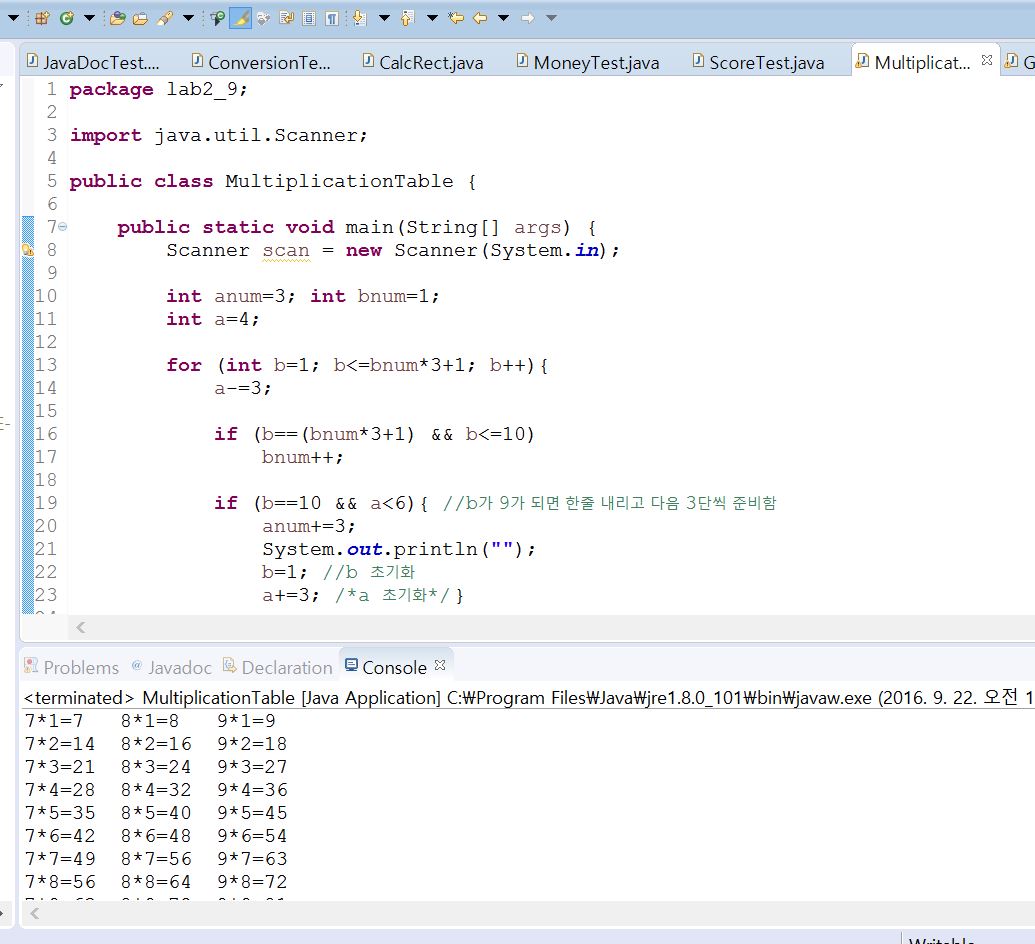 JavaDocTest.... ConversionTe... CalcRect.java MoneyTest.java ScoreTest.java Multiplicat... G
1 package lab2_9;
2
3 import java.util.Scanner;
4
5 public class MultiplicationTable {
6
7 public static void main(String[] args) {
8 Scanner scan = new Scanner(System.in);
9
10 int anum=3; int bnum=1;
11 int a=4;
12
13 for (int b=1; b<=bnum*3+1; b++){
14 a-=3;
15
16 if (b==(bnum*3+1) && b<=10)
17 bnum++;
18
19 if (b==10 && a<6){ //b가 9가 되면 한줄 내리고 다음 3단씩 준비함
20 anum+=3;
21 System.out.println("");
22 b=1; //b 초기화
23 a+=3; /*a 초기화*/}
Problems Javadoc Declaration Console
<terminated> MultiplicationTable [Java Application] C:₩Program Files₩Java₩jre1.8.0_101₩bin₩javaw.exe (2016. 9. 22. 오전 1
7*1=7 8*1=8 9*1=9
7*2=14 8*2=16 9*2=18
7*3=21 8*3=24 9*3=27
7*4=28 8*4=32 9*4=36
7*5=35 8*5=40 9*5=45
7*6=42 8*6=48 9*6=54
7*7=49 8*7=56 9*7=63
7*8=56 8*8=64 9*8=72
Writable